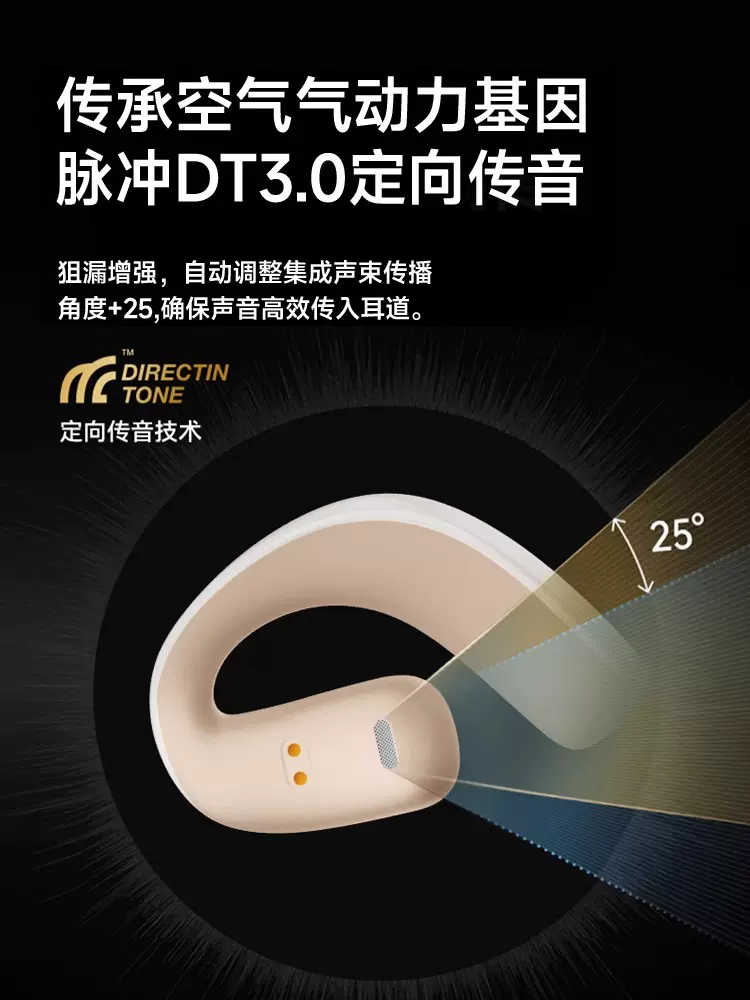 传承空气气动力基因
脉冲DT3.0定向传音
狙漏增强，自动调整集成声束传播
角度+25,确保声音高效传入耳道。
TM
DIRECTIN
TONE
定向传音技术
25°